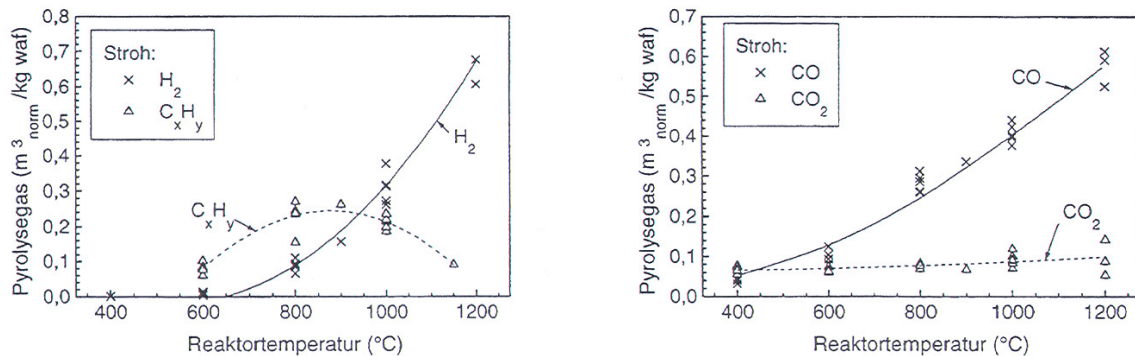 Pyrolysegas (m³norm /kg waf)
0,8
0,7
0,6
0,5
0,4
0,3
0,2
0,1
0,0
Stroh:
× H₂
△ CxHy
H₂
CxHy
400 600 800 1000 1200
Reaktortemperatur (°C)
Pyrolysegas (m³norm /kg waf)
0,7
0,6
0,5
0,4
0,3
0,2
0,1
0,0
Stroh:
× CO
△ CO₂
CO
CO₂
400 600 800 1000 1200
Reaktortemperatur (°C)